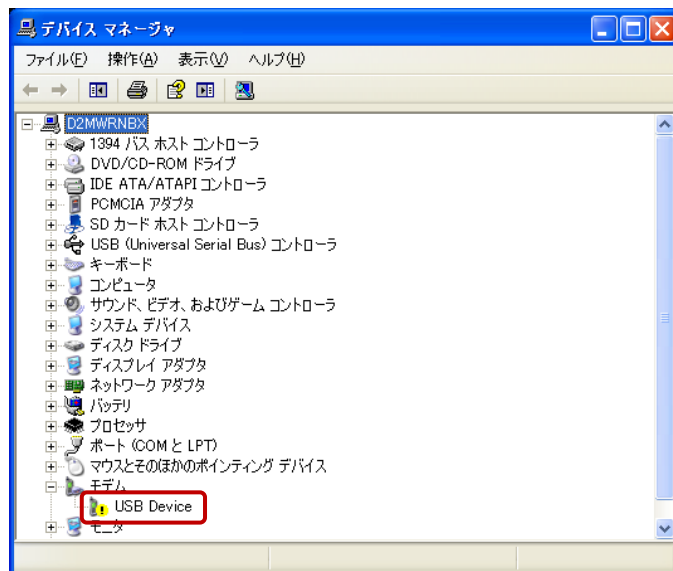 デバイス マネージャ
ファイル(F) 操作(A) 表示(V) ヘルプ(H)
D2MWRNBX
1394 バス ホスト コントローラ
DVD/CD-ROM ドライブ
IDE ATA/ATAPI コントローラ
PCMCIA アダプタ
SD カード ホスト コントローラ
USB (Universal Serial Bus) コントローラ
キーボード
コンピュータ
サウンド、ビデオ、およびゲーム コントローラ
システム デバイス
ディスク ドライブ
ディスプレイ アダプタ
ネットワーク アダプタ
バッテリ
プロセッサ
ポート (COM と LPT)
マウスとそのほかのポインティング デバイス
モデム
USB Device
モニタ